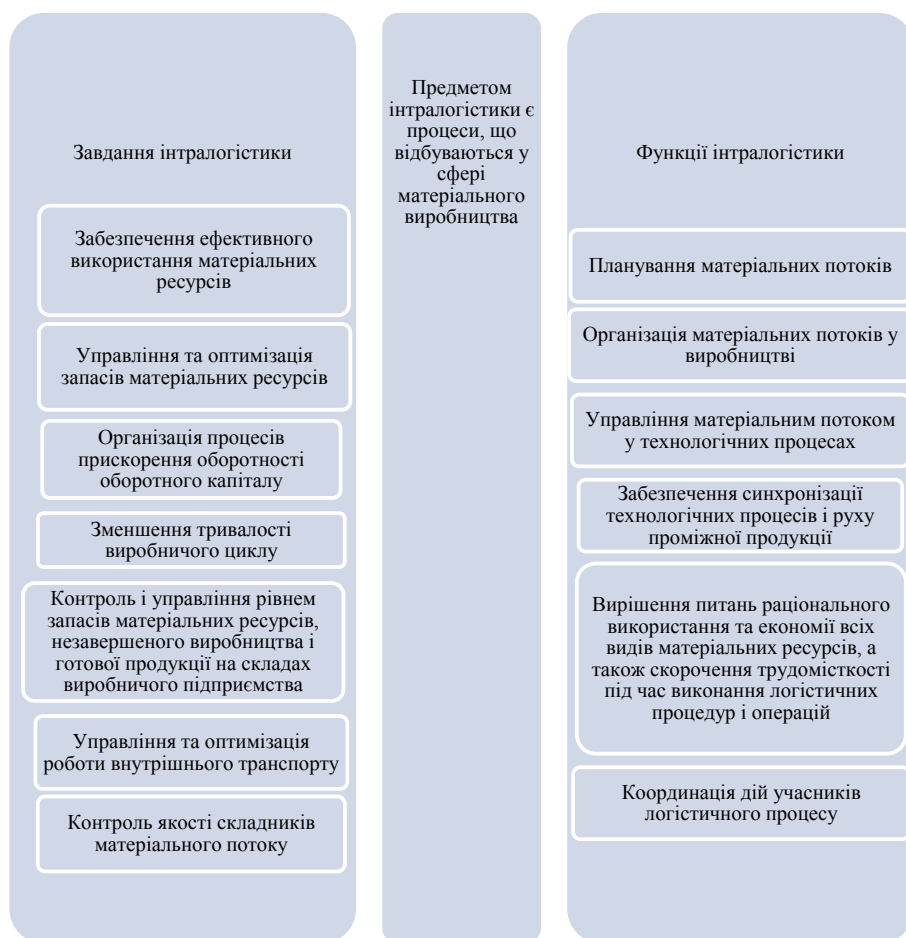 Завдання інтралогістики
Забезпечення ефективного
використання матеріальних
ресурсів
Управління та оптимізація
запасів матеріальних ресурсів
Організація процесів
прискорення оборотності
оборотного капіталу
Зменшення тривалості
виробничого циклу
Контроль і управління рівнем
запасів матеріальних ресурсів,
незавершеного виробництва і
готової продукції на складах
виробничого підприємства
Управління та оптимізація
роботи внутрішнього транспорту
Контроль якості складників
матеріального потоку
Предметом
інтралогістики є
процеси, що
відбуваються у
сфері
матеріального
виробництва
Функції інтралогістики
Планування матеріальних потоків
Організація матеріальних потоків у
виробництві
Управління матеріальним потоком
у технологічних процесах
Забезпечення синхронізації
технологічних процесів і руху
проміжної продукції
Вирішення питань раціонального
використання та економії всіх
видів матеріальних ресурсів, а
також скорочення трудомісткості
під час виконання логістичних
процедур і операцій
Координація дій учасників
логістичного процесу